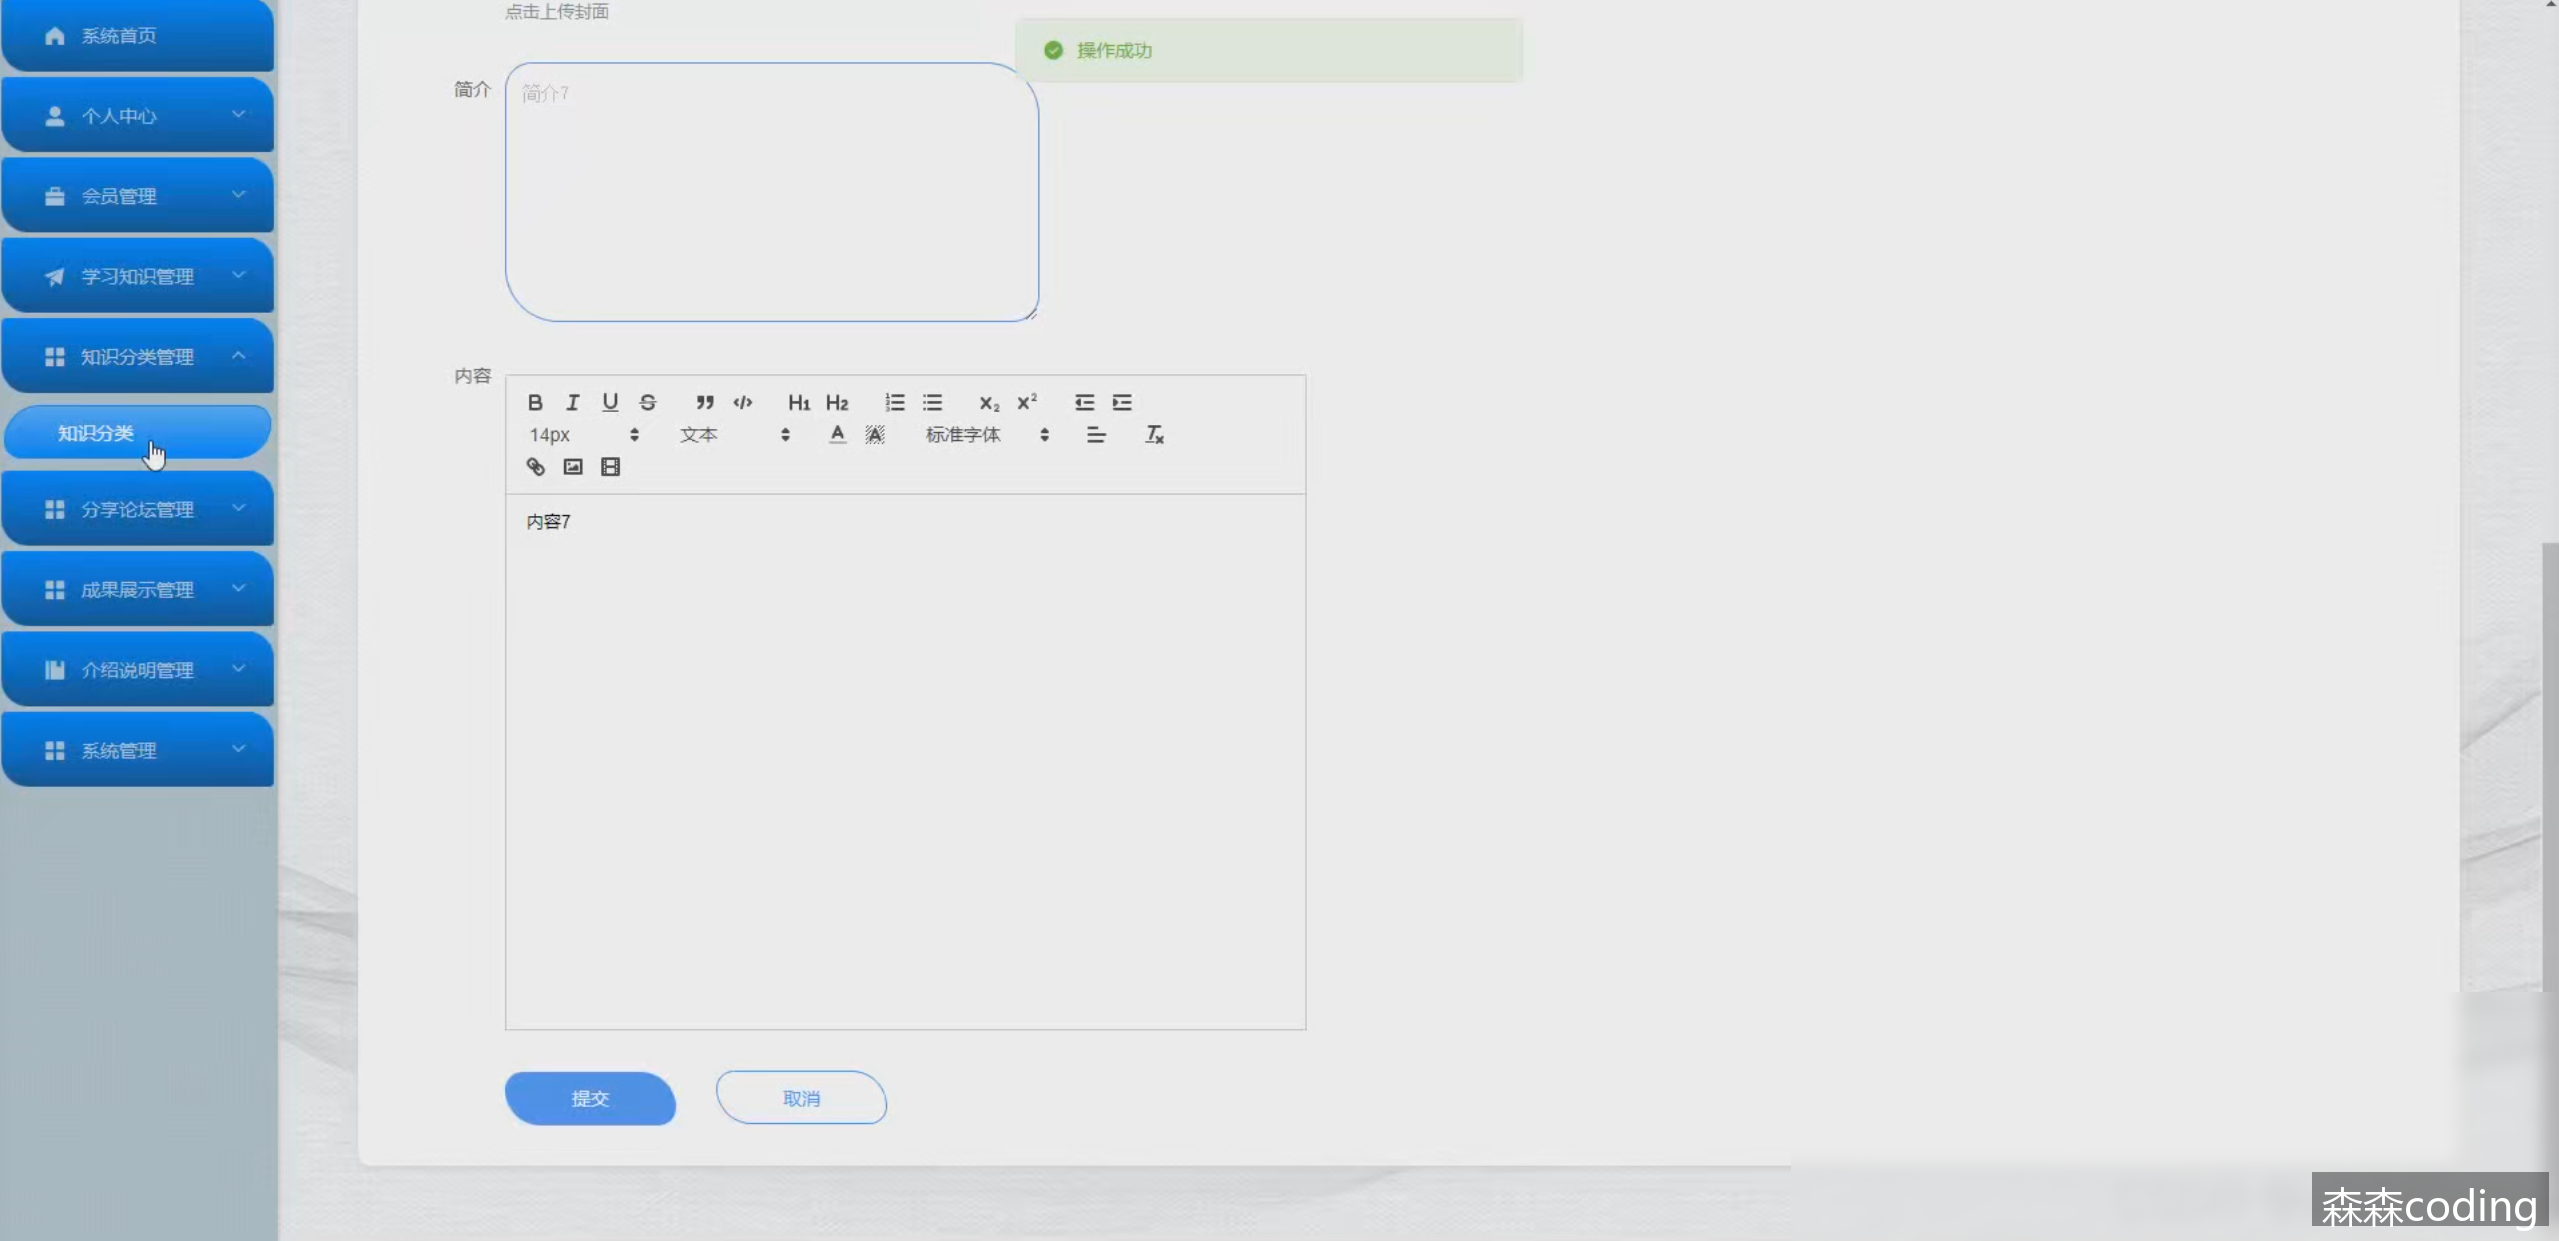 系统首页
个人中心
会员管理
学习知识管理
知识分类管理
知识分类
分享论坛管理
成果展示管理
介绍说明管理
系统管理
点击上传封面
操作成功
简介
简介7
内容
B I U S H1 H2 X2 X2
14px 文本 A A 标准字体 Tx
内容7
提交
取消
森森coding